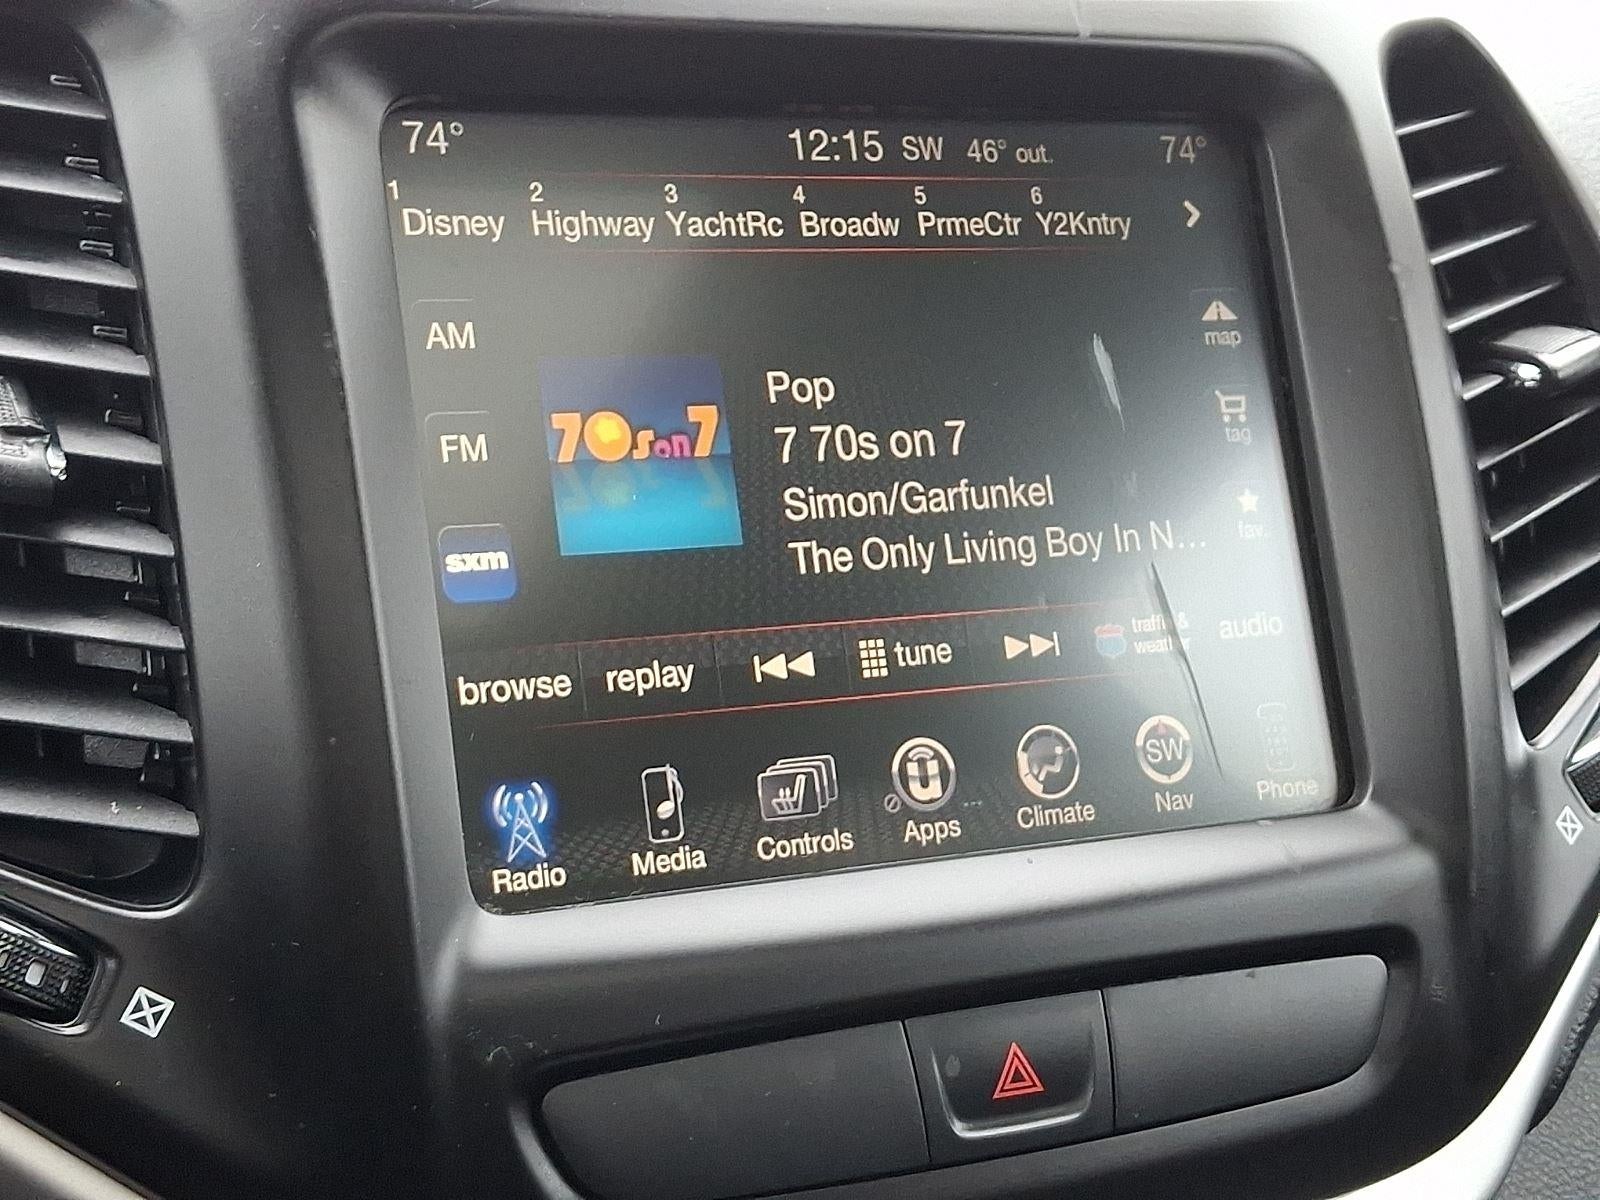 74° 12:15 SW 46° out. 74°
1 2 3 4 5 6
Disney Highway YachtRc Broadw PrmeCtr Y2Kntry
AM
map
Pop
tag
FM
70s on 7
7 70s on 7
Simon/Garfunkel
fav.
sxm
The Only Living Boy In N...
browse replay tune traffic & weather audio
Radio Media Controls Apps Climate SW Nav Phone